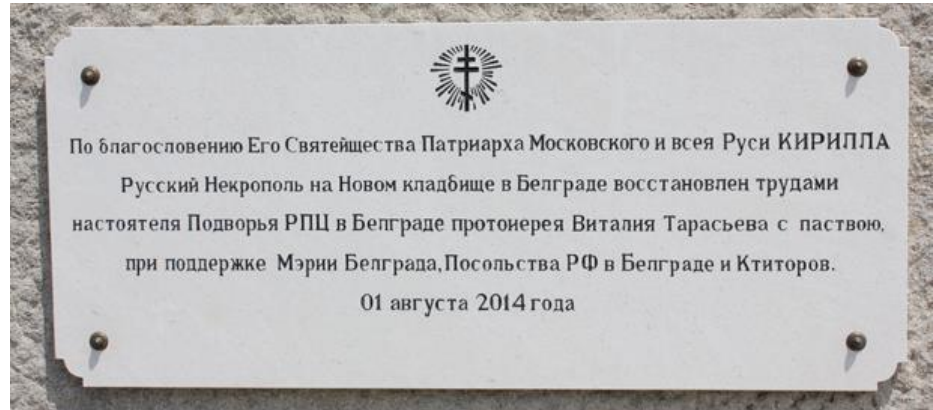 По благословению Его Святейщества Патриарха Московского и всея Руси КИРИЛЛА
Русский Некрополь на Новом кладбище в Белграде восстановлен трудами
настоятеля Подворья РПЦ в Белграде протоиерея Виталия Тарасьева с паствою,
при поддержке Мэрии Белграда, Посольства РФ в Белграде и Ктиторов.
01 августа 2014 года